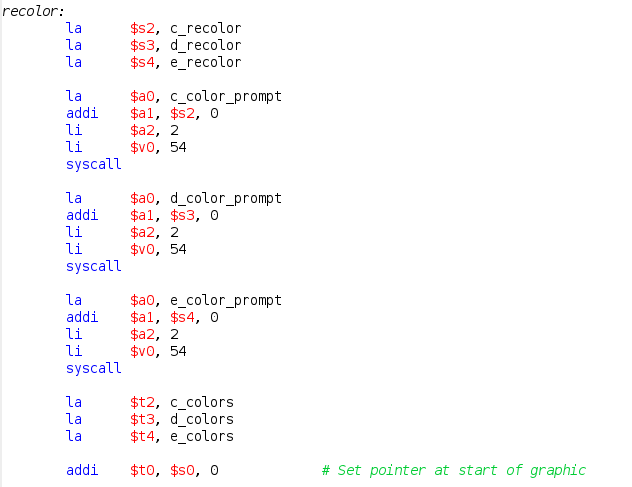 recolor:
la $s2, c_recolor
la $s3, d_recolor
la $s4, e_recolor
la $a0, c_color_prompt
addi $a1, $s2, 0
li $a2, 2
li $v0, 54
syscall
la $a0, d_color_prompt
addi $a1, $s3, 0
li $a2, 2
li $v0, 54
syscall
la $a0, e_color_prompt
addi $a1, $s4, 0
li $a2, 2
li $v0, 54
syscall
la $t2, c_colors
la $t3, d_colors
la $t4, e_colors
addi $t0, $s0, 0 # Set pointer at start of graphic